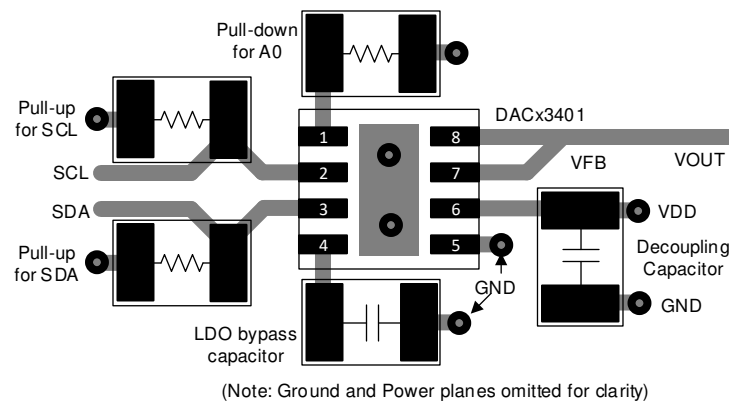 Pull-down
for A0
DACx3401
Pull-up
for SCL
1
8
VFB
VOUT
SCL
2
7
SDA
3
6
VDD
Pull-up
for SDA
4
5
Decoupling
Capacitor
GND
GND
LDO bypass
capacitor
(Note: Ground and Power planes omitted for clarity)